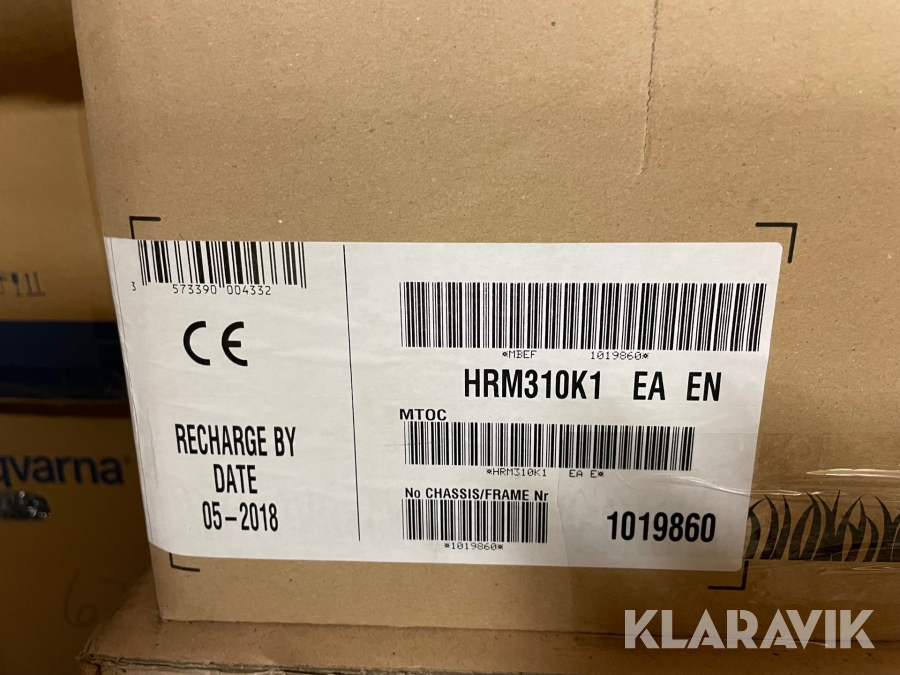 3 573390 004332
CE
RECHARGE BY
DATE
05-2018
*MBEF 1019860*
HRM310K1 EA EN
MTOC
*HRM310K1 EA E*
No CHASSIS/FRAME Nr
*1019860*
1019860
qvarna
KLARAVIK